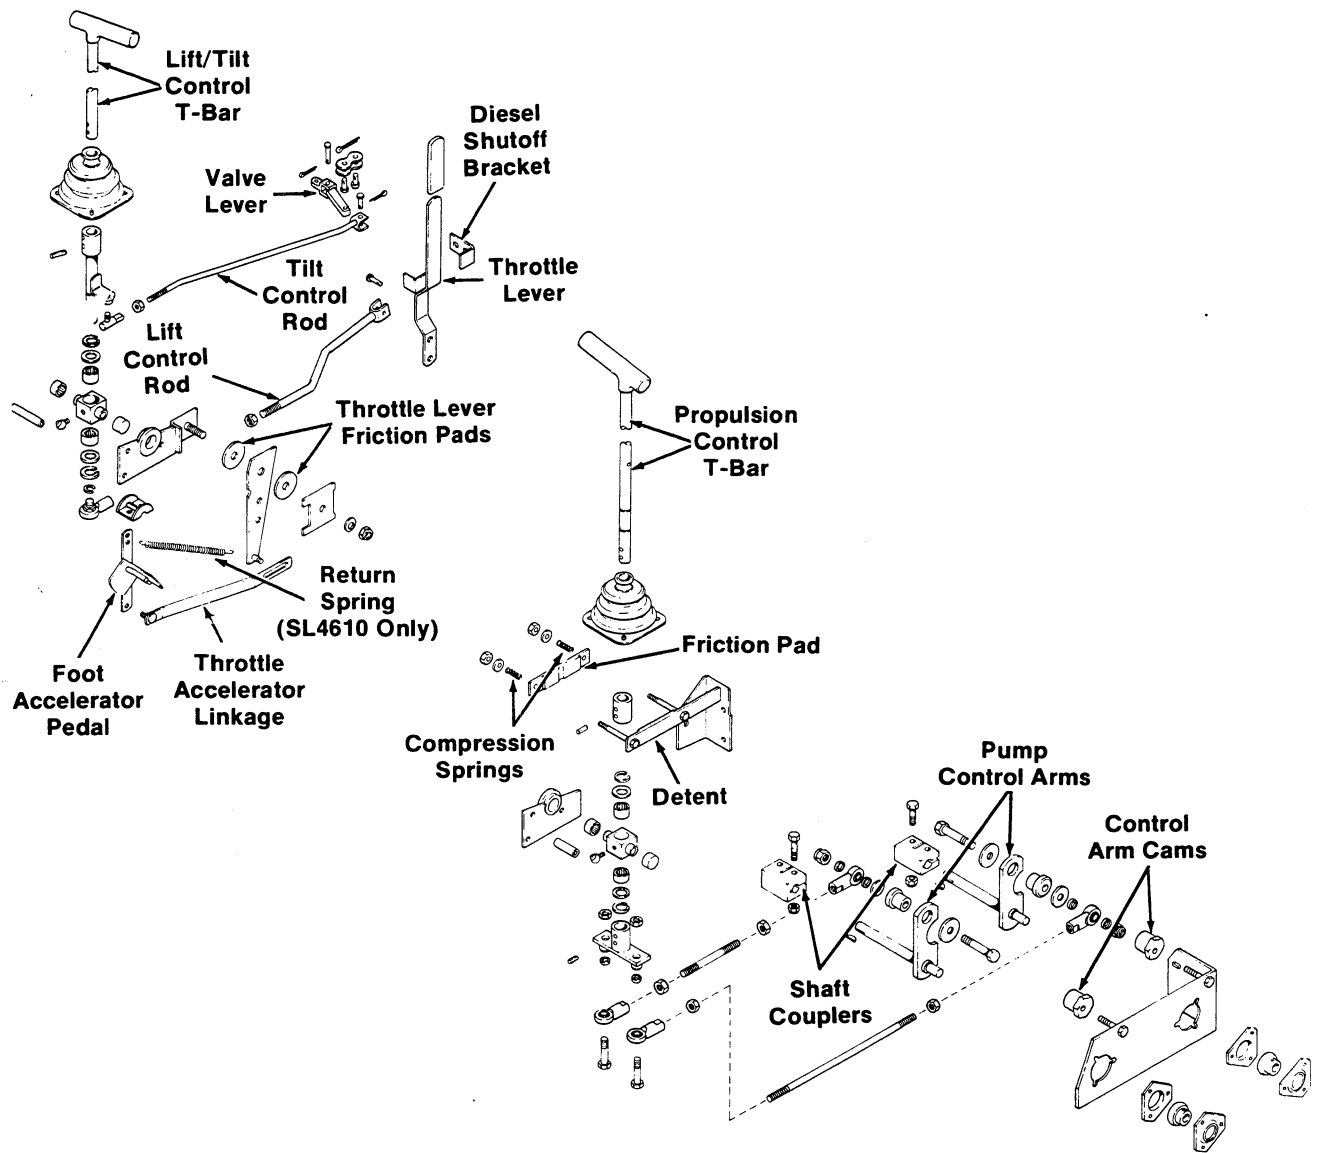 Lift/Tilt
Control
T-Bar
Diesel
Shutoff
Bracket
Valve
Lever
Tilt
Control
Rod
Throttle
Lever
Lift
Control
Rod
Throttle Lever
Friction Pads
Propulsion
Control
T-Bar
Return
Spring
(SL4610 Only)
Foot
Accelerator
Pedal
Throttle
Accelerator
Linkage
Friction Pad
Compression
Springs
Detent
Pump
Control Arms
Control
Arm Cams
Shaft
Couplers